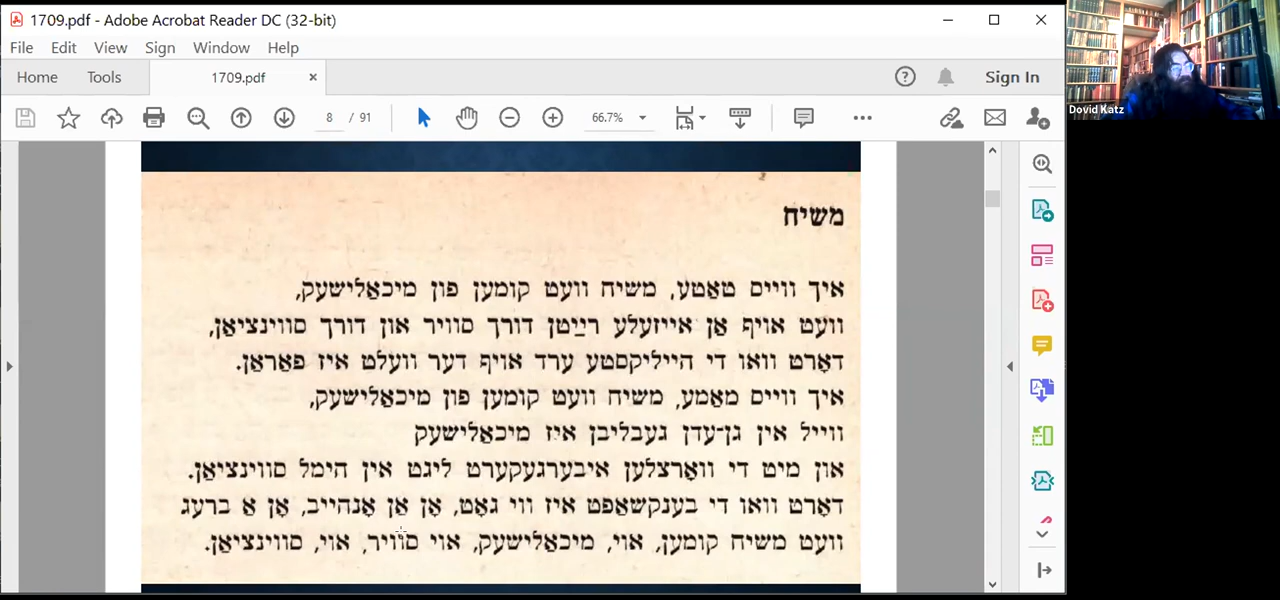 1709.pdf - Adobe Acrobat Reader DC (32-bit)
File Edit View Sign Window Help
Home Tools 1709.pdf Sign In
8 / 91 66.7%
Dovid Katz
משיח
איך ווייס טאַטע, משיח וועט קומען פון מיכאַלישעק,
וועט אויף אַן אייזעלע רײַטן דורך סוויר און דורך סווינציאַן,
דאָרט וואו די הייליקסטע ערד אויף דער וועלט איז פאַראַן.
איך ווייס מאַמע, משיח וועט קומען פון מיכאַלישעק,
ווייל אין גן־עדן געבליבן איז מיכאַלישעק
און מיט די וואָרצלען איבערגעקערט ליגט אין הימל סווינציאַן.
דאָרט וואו די בענקשאַפט איז ווי גאָט, אָן אַן אָנהייב, אָן אַ ברעג
וועט משיח קומען, אוי, מיכאַלישעק, אוי סוויר, אוי, סווינציאַן.